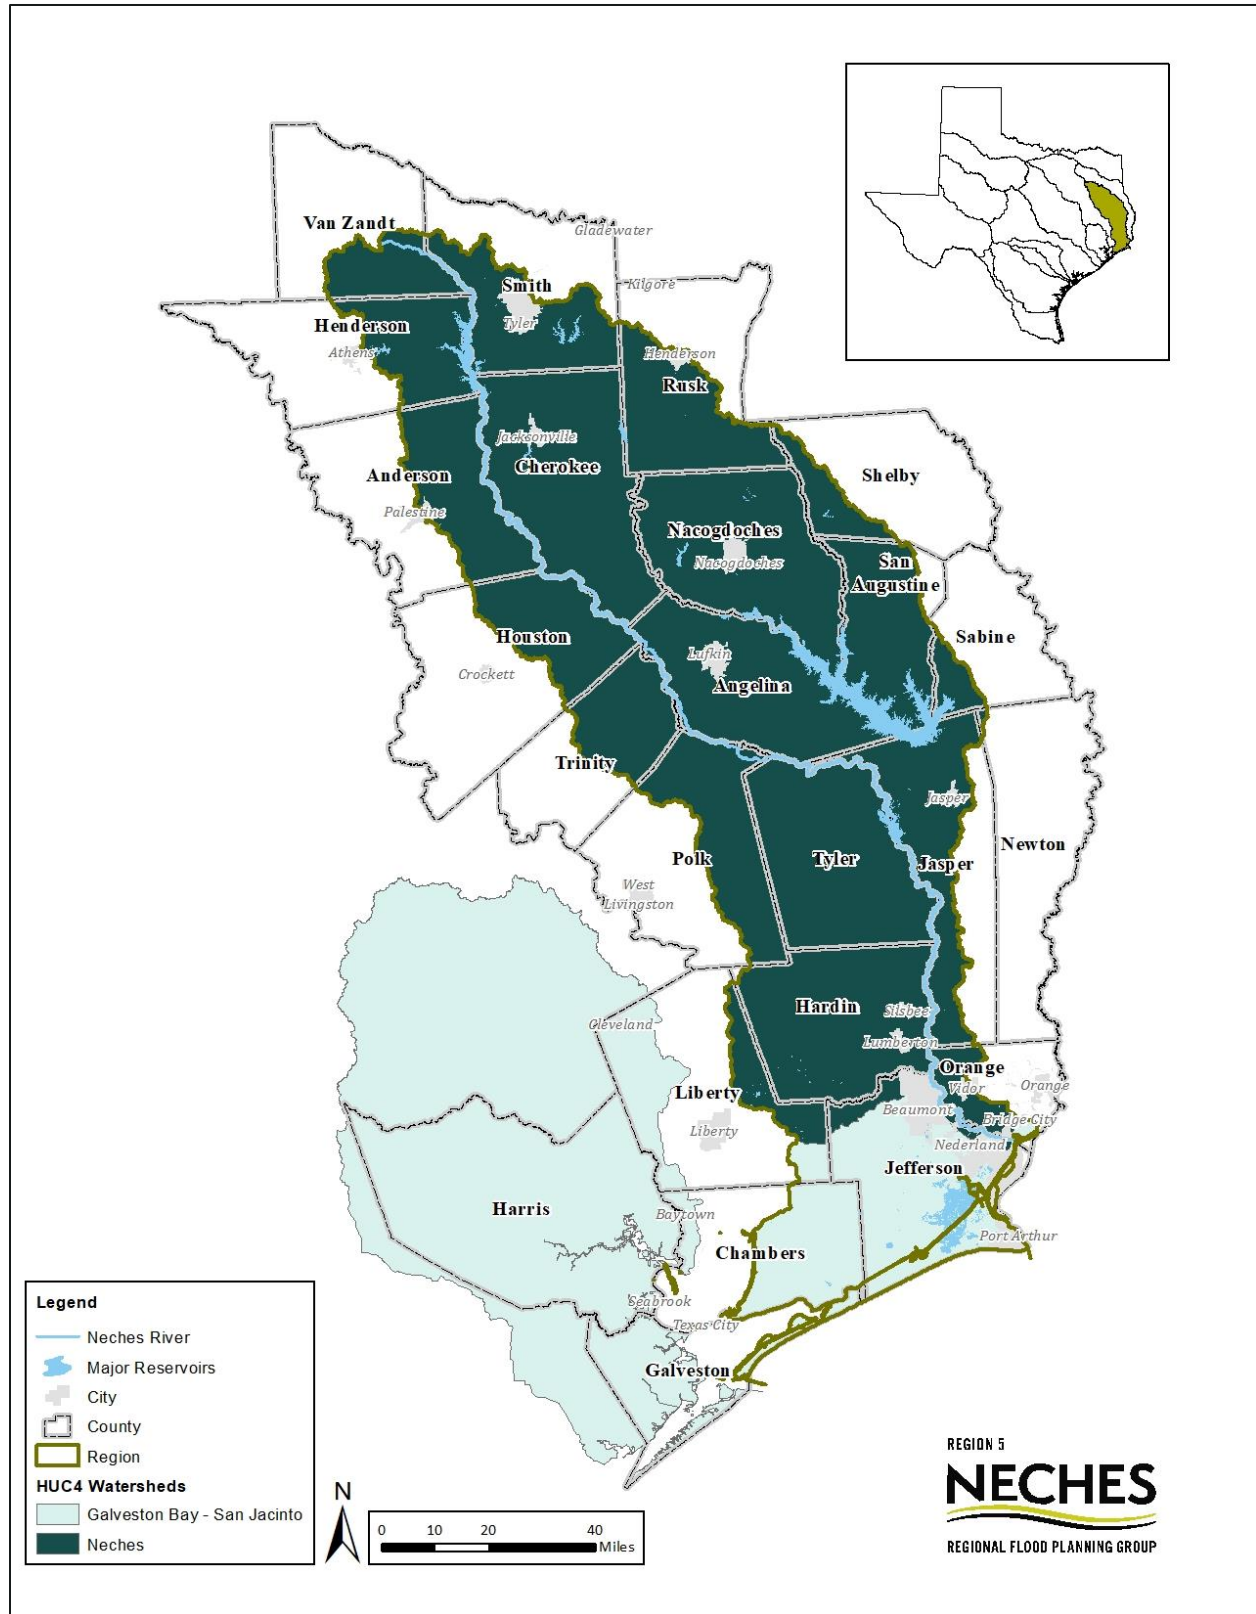 Van Zandt
Gladewater
Smith
Kilgore
Tyler
Henderson
Athens
Henderson
Rusk
Jacksonville
Cherokee
Anderson
Shelby
Palestine
Nacogdoches
Nacogdoches
San
Augustine
Houston
Sabine
Lufkin
Crockett
Angelina
Trinity
Jasper
Newton
Polk
Tyler
Jasper
West
Livingston
Hardin
Silsbee
Cleveland
Lumberton
Orange
Vidor
Orange
Liberty
Beaumont
Bridge City
Liberty
Nederland
Jefferson
Harris
Baytown
Port Arthur
Chambers
Seabrook
Texas City
Galveston
Legend
Neches River
Major Reservoirs
City
County
Region
HUC4 Watersheds
Galveston Bay - San Jacinto
Neches
N
0 10 20 40
Miles
REGION 5
NECHES
REGIONAL FLOOD PLANNING GROUP